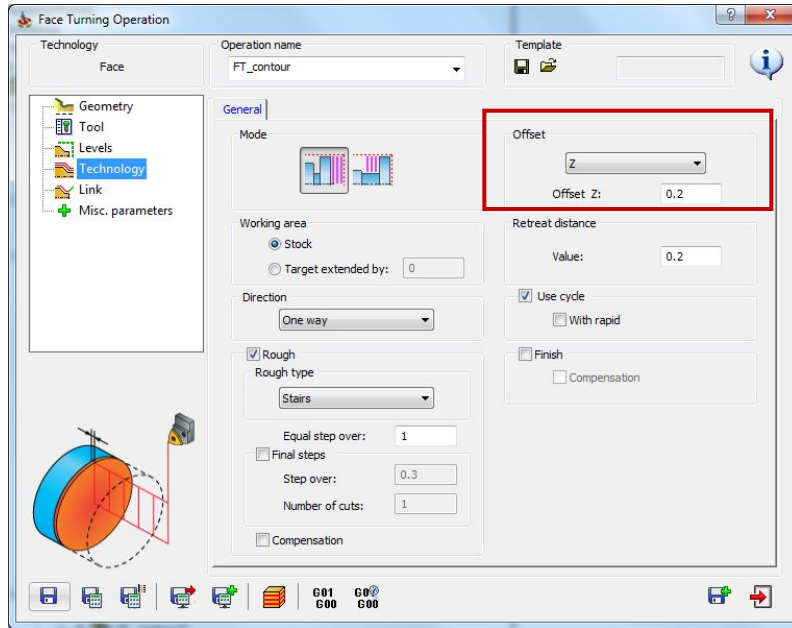 Face Turning Operation
Technology
Face
Operation name
FT_contour
Template
Geometry
Tool
Levels
Technology
Link
Misc. parameters
General
Mode
Offset
Z
Offset Z: 0.2
Working area
Stock
Target extended by: 0
Retreat distance
Value: 0.2
Direction
One way
Use cycle
With rapid
Rough
Rough type
Stairs
Equal step over: 1
Final steps
Step over: 0.3
Number of cuts: 1
Compensation
Finish
Compensation
G01
G00
G0
G00